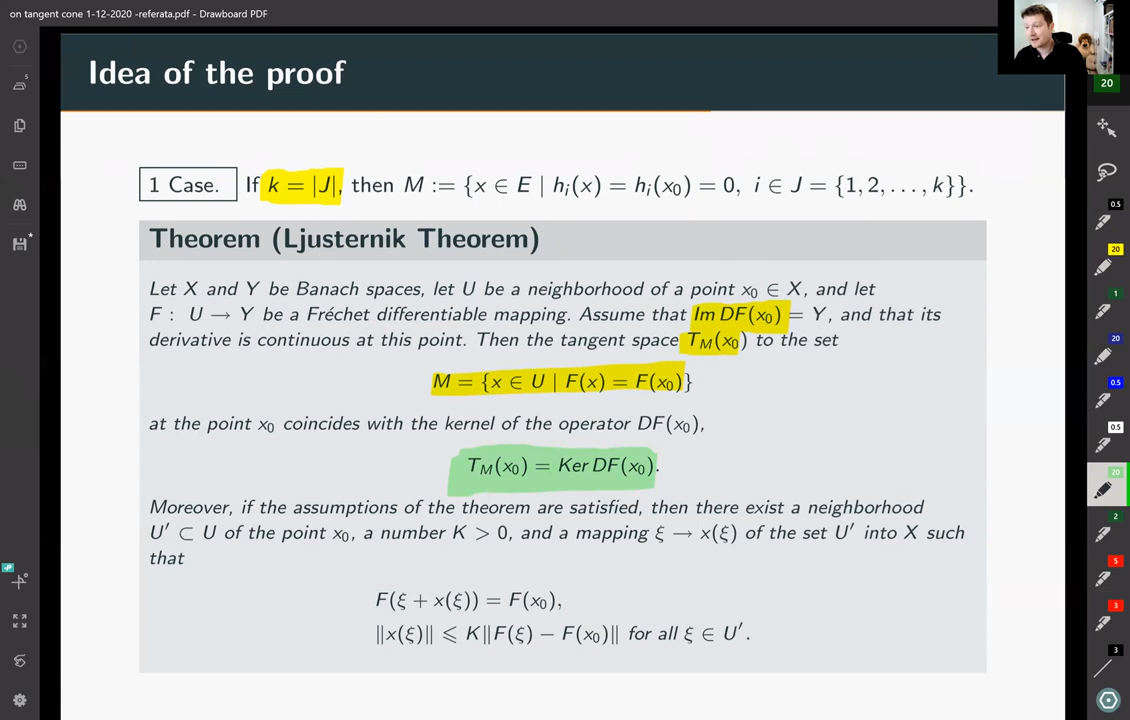 on tangent cone 1-12-2020 -referata.pdf - Drawboard PDF
Idea of the proof
20
1 Case. If k = |J|, then M := {x ∈ E | hᵢ(x) = hᵢ(x₀) = 0, i ∈ J = {1, 2, . . . , k}}.
Theorem (Ljusternik Theorem)
Let X and Y be Banach spaces, let U be a neighborhood of a point x₀ ∈ X, and let
F : U → Y be a Fréchet differentiable mapping. Assume that Im DF(x₀) = Y, and that its
derivative is continuous at this point. Then the tangent space T_M(x₀) to the set
M = {x ∈ U | F(x) = F(x₀)}
at the point x₀ coincides with the kernel of the operator DF(x₀),
T_M(x₀) = Ker DF(x₀).
Moreover, if the assumptions of the theorem are satisfied, then there exist a neighborhood
U′ ⊂ U of the point x₀, a number K > 0, and a mapping ξ → x(ξ) of the set U′ into X such
that
F(ξ + x(ξ)) = F(x₀),
‖x(ξ)‖ ⩽ K‖F(ξ) − F(x₀)‖ for all ξ ∈ U′.
5
0.5
20
1
20
0.5
0.5
20
2
5
3
3